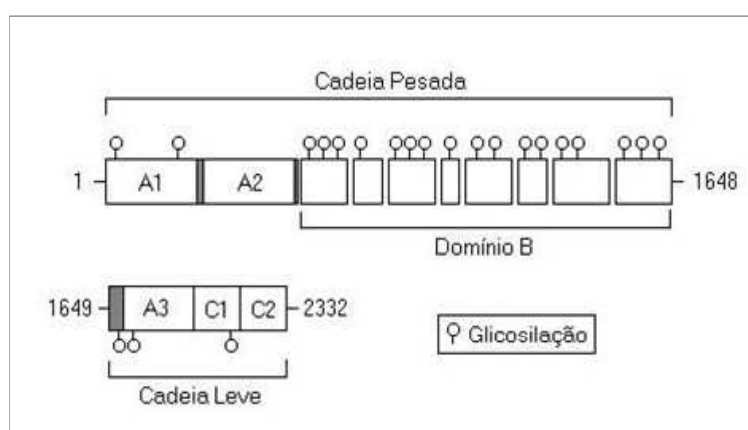 Cadeia Pesada
1 A1 A2 1648
Domínio B
1649 A3 C1 C2 2332
Glicosilação
Cadeia Leve